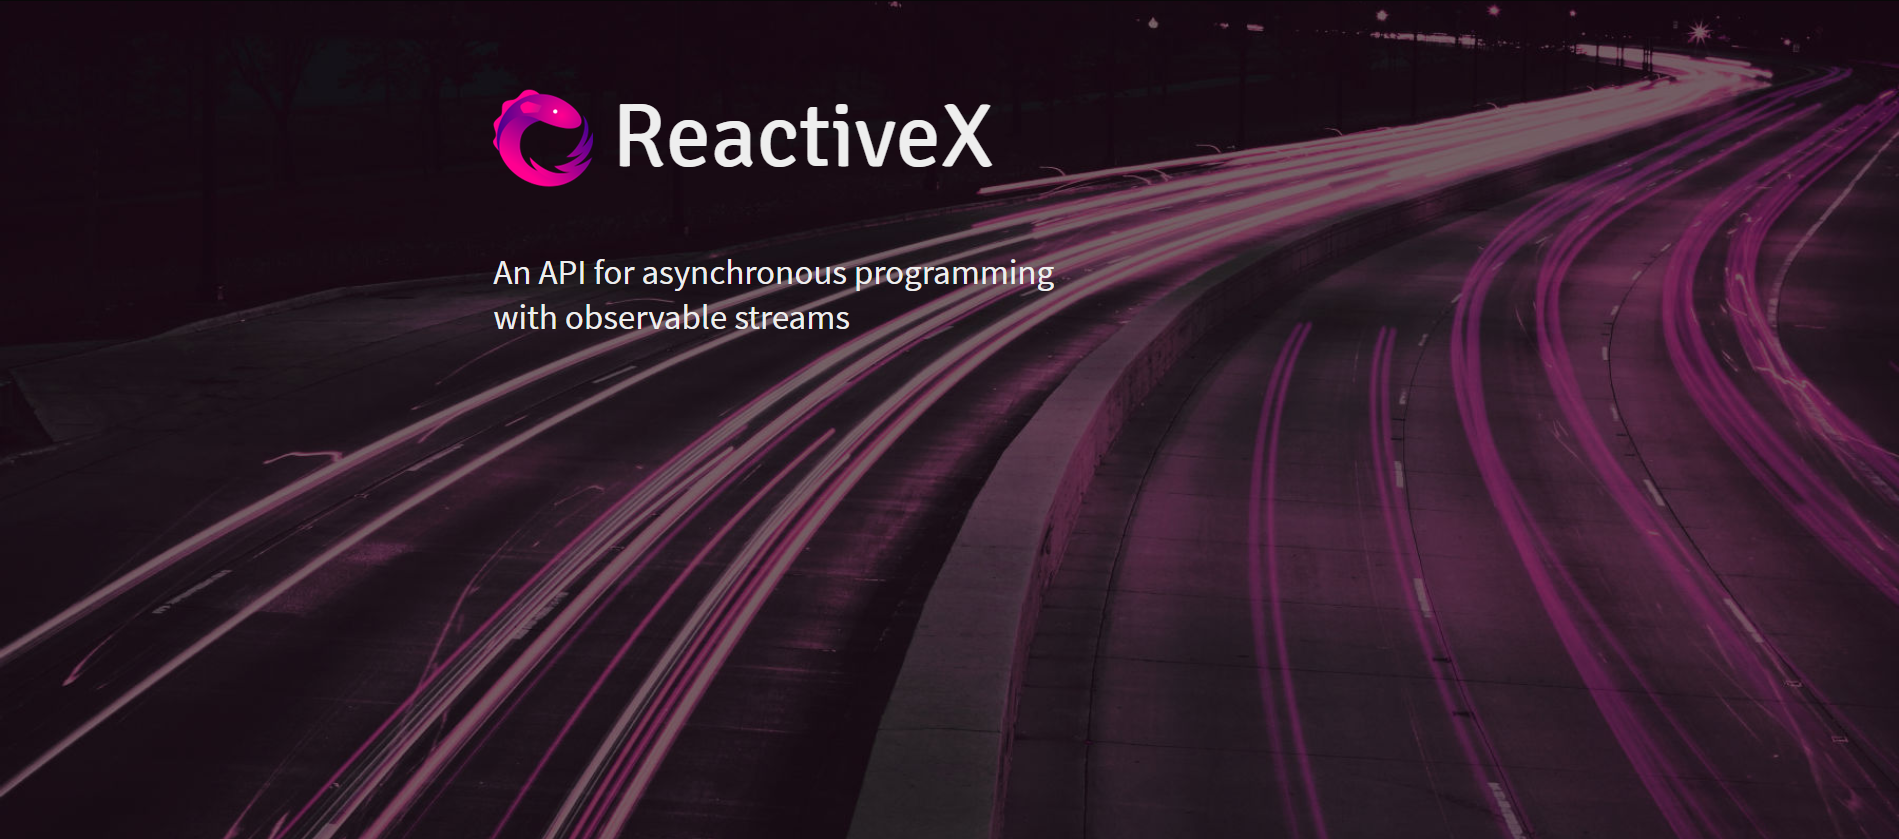 ReactiveX
An API for asynchronous programming
with observable streams